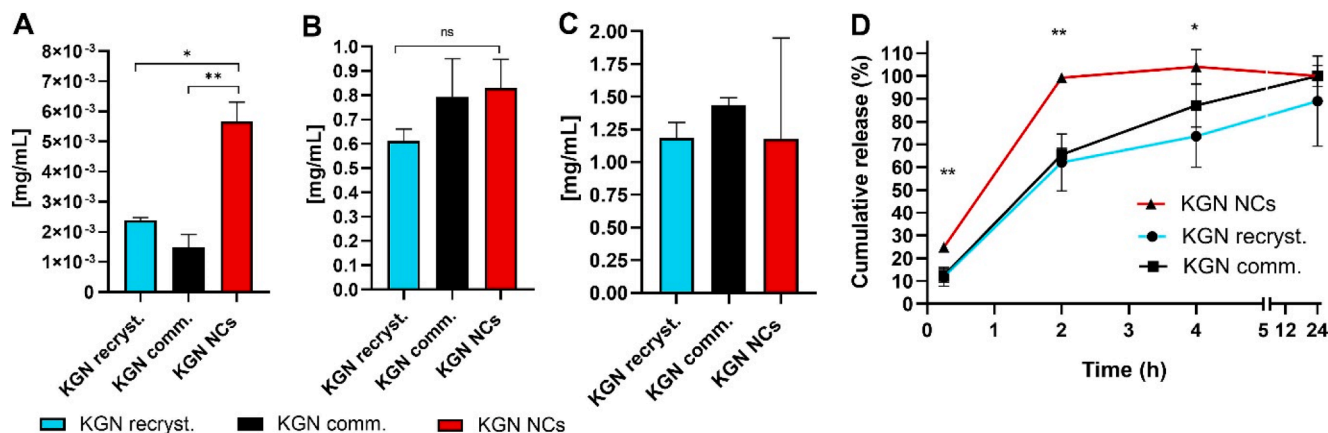 A
[mg/mL]
8×10⁻³
7×10⁻³
6×10⁻³
5×10⁻³
4×10⁻³
3×10⁻³
2×10⁻³
1×10⁻³
0
*
**
KGN recryst.
KGN comm.
KGN NCs
B
[mg/mL]
1.0
0.9
0.8
0.7
0.6
0.5
0.4
0.3
0.2
0.1
0.0
ns
KGN recryst.
KGN comm.
KGN NCs
C
[mg/mL]
2.00
1.75
1.50
1.25
1.00
0.75
0.50
0.25
0.00
KGN recryst.
KGN comm.
KGN NCs
D
Cumulative release (%)
110
100
90
80
70
60
50
40
30
20
10
0
**
**
*
KGN NCs
KGN recryst.
KGN comm.
0 1 2 3 4 5 12 24
Time (h)
KGN recryst. KGN comm. KGN NCs